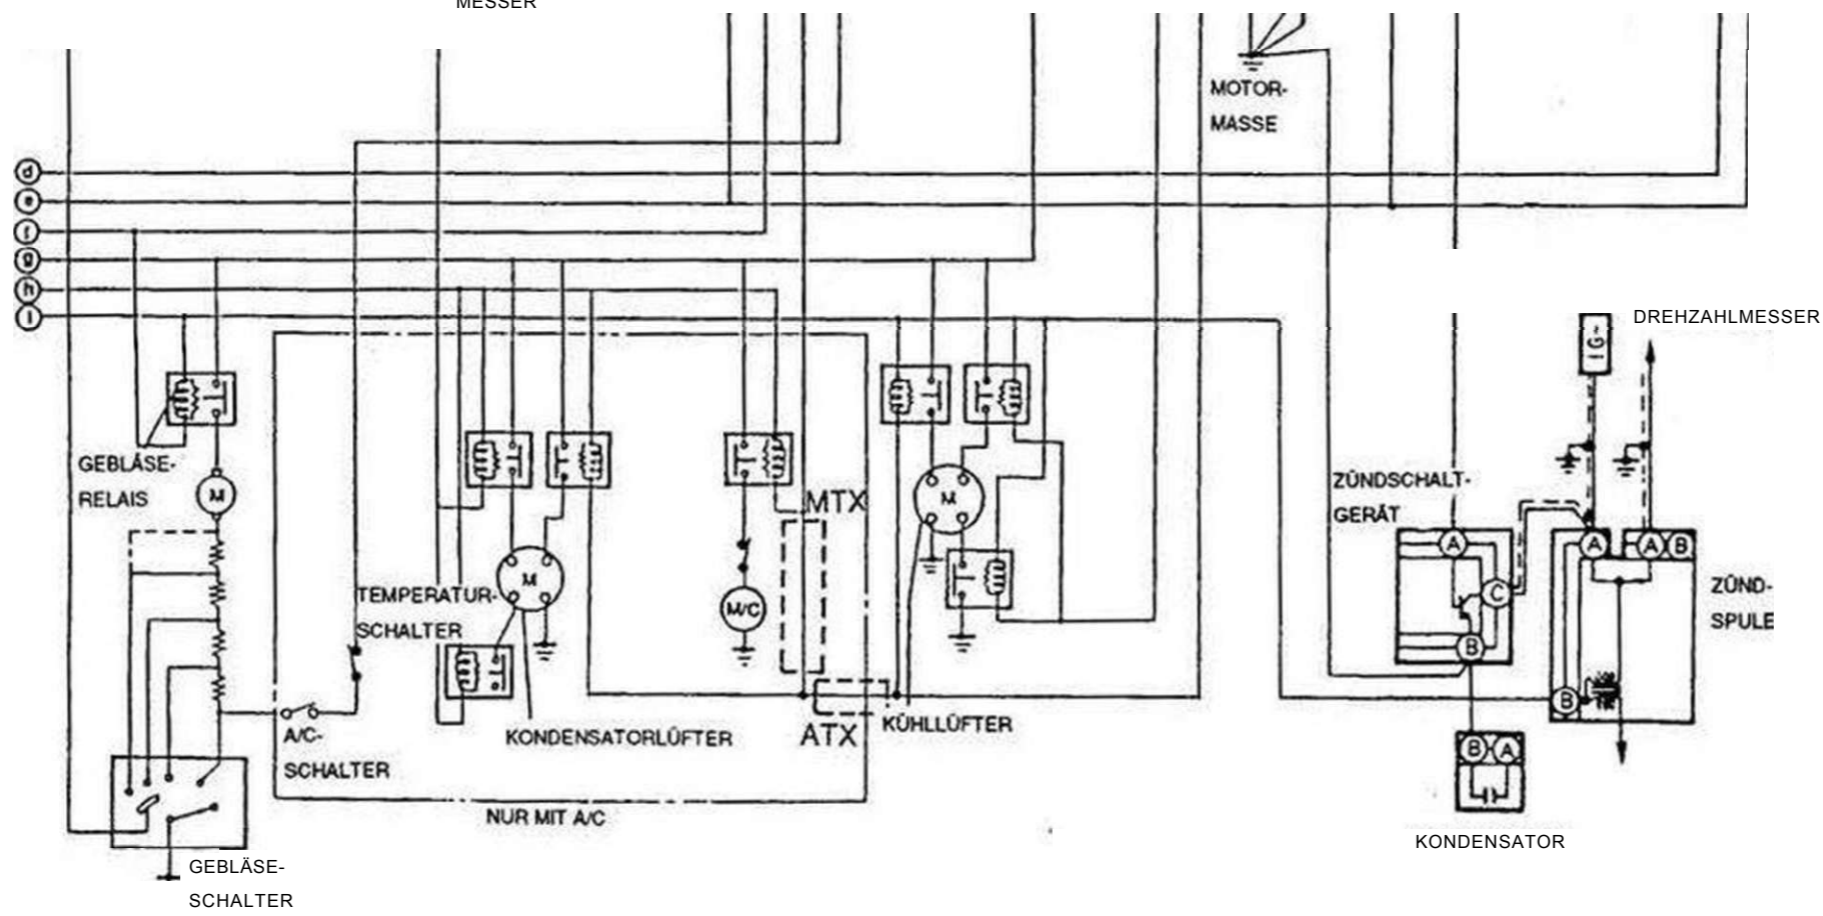 MESSER
MOTOR-
MASSE
d
e
f
g
h
i
DREHZAHLMESSER
IG-
GEBLÄSE-
RELAIS
M
MTX
M
ZÜNDSCHALT-
GERÄT
A
A
A B
TEMPERATUR-
SCHALTER
M
M/C
C
B
ZÜND-
SPULE
B
KONDENSATORLÜFTER
ATX
KÜHLLÜFTER
A/C-
SCHALTER
B A
NUR MIT A/C
KONDENSATOR
GEBLÄSE-
SCHALTER